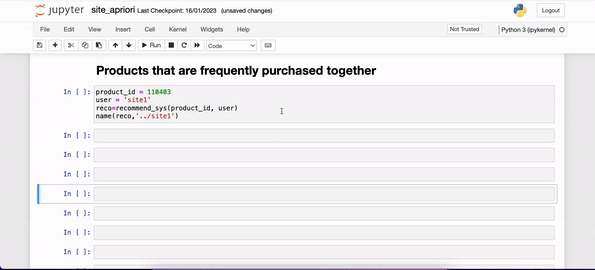 jupyter site_apriori Last Checkpoint: 16/01/2023 (unsaved changes) Logout
File Edit View Insert Cell Kernel Widgets Help Not Trusted Python 3 (ipykernel)
Run Code
Products that are frequently purchased together
In [ ]: product_id = 110403
user = 'site1'
reco=recommend_sys(product_id, user)
name(reco,'../site1')
In [ ]:
In [ ]:
In [ ]:
In [ ]:
In [ ]:
In [ ]:
In [ ]: